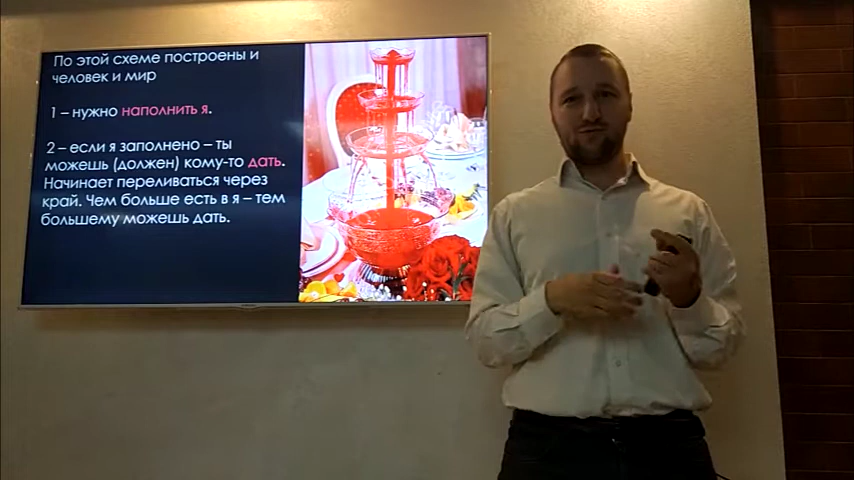 По этой схеме построены и
человек и мир
1 – нужно наполнить я.
2 – если я заполнено – ты
можешь (должен) кому-то дать.
Начинает переливаться через
край. Чем больше есть в я – тем
большему можешь дать.